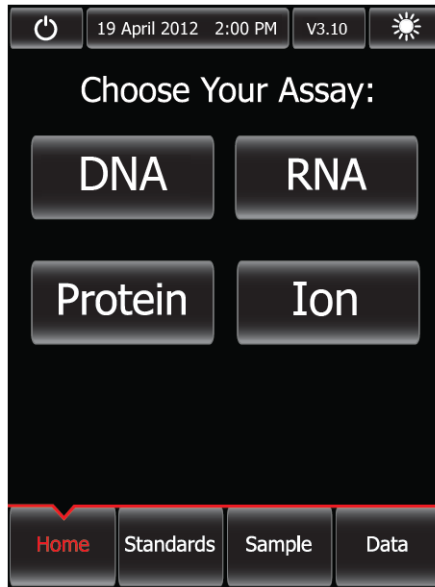 19 April 2012 2:00 PM V3.10
Choose Your Assay:
DNA RNA
Protein Ion
Home Standards Sample Data